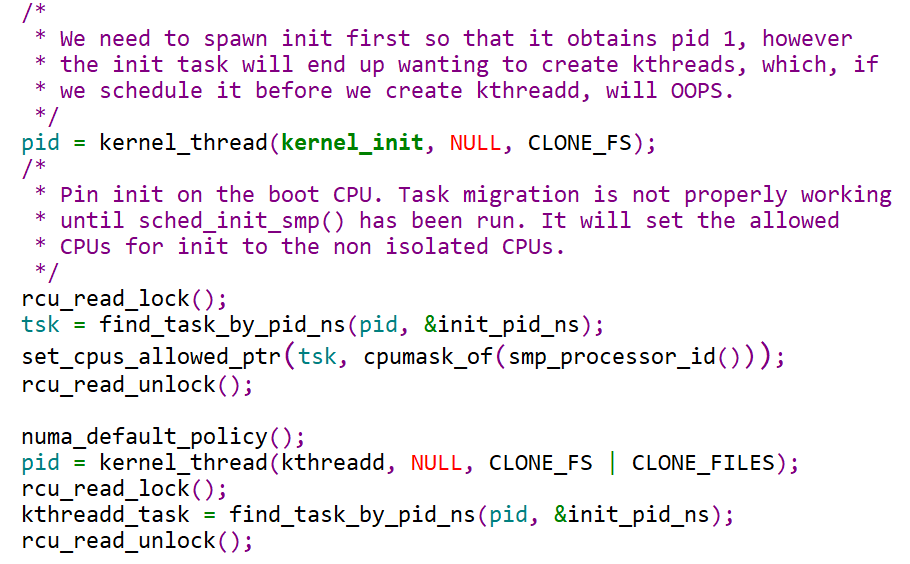 /*
 * We need to spawn init first so that it obtains pid 1, however
 * the init task will end up wanting to create kthreads, which, if
 * we schedule it before we create kthreadd, will OOPS.
 */
pid = kernel_thread(kernel_init, NULL, CLONE_FS);
/*
 * Pin init on the boot CPU. Task migration is not properly working
 * until sched_init_smp() has been run. It will set the allowed
 * CPUs for init to the non isolated CPUs.
 */
rcu_read_lock();
tsk = find_task_by_pid_ns(pid, &init_pid_ns);
set_cpus_allowed_ptr(tsk, cpumask_of(smp_processor_id()));
rcu_read_unlock();

numa_default_policy();
pid = kernel_thread(kthreadd, NULL, CLONE_FS | CLONE_FILES);
rcu_read_lock();
kthreadd_task = find_task_by_pid_ns(pid, &init_pid_ns);
rcu_read_unlock();